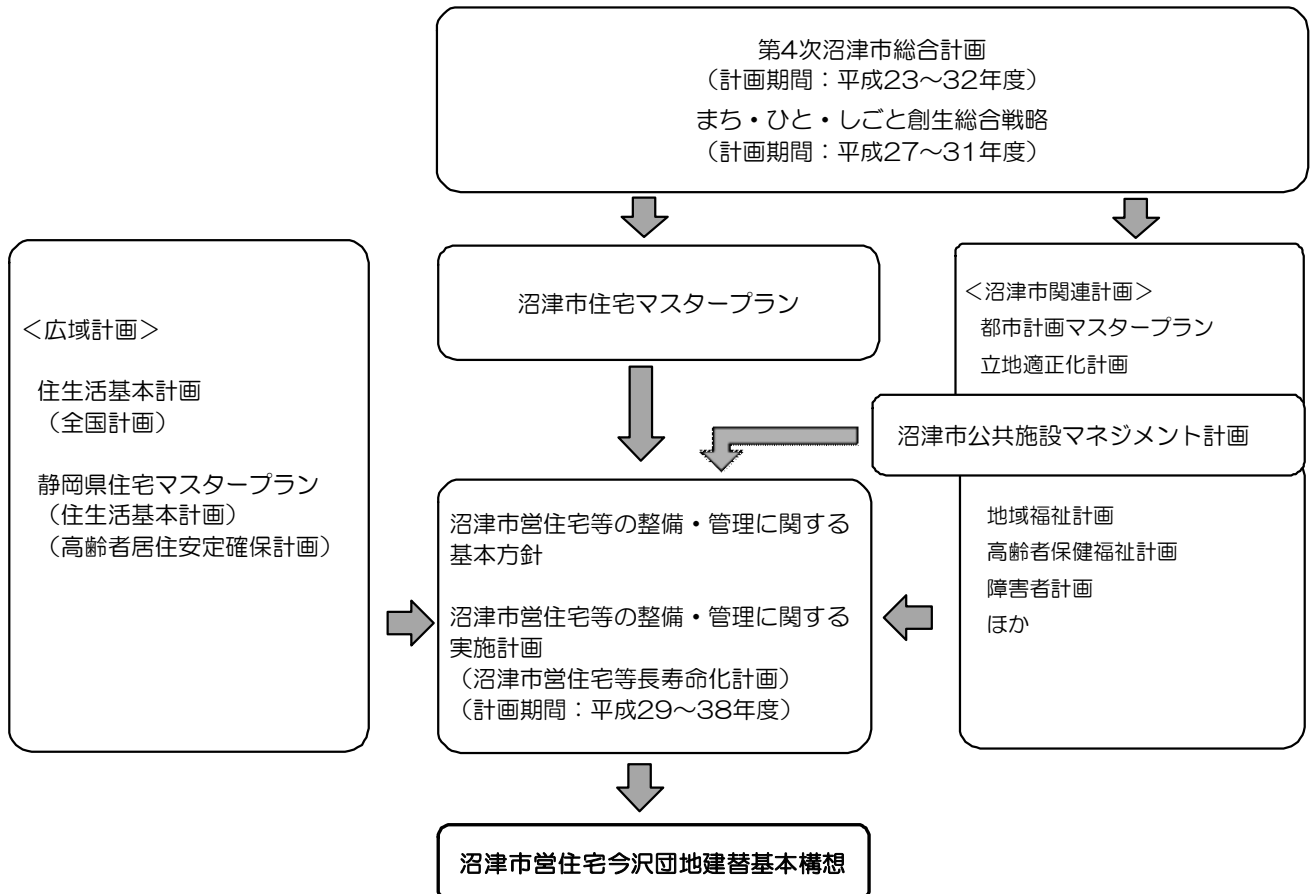 第4次沼津市総合計画
（計画期間：平成23～32年度）
まち・ひと・しごと創生総合戦略
（計画期間：平成27～31年度）
＜広域計画＞
住生活基本計画
（全国計画）
静岡県住宅マスタープラン
（住生活基本計画）
（高齢者居住安定確保計画）
沼津市住宅マスタープラン
＜沼津市関連計画＞
都市計画マスタープラン
立地適正化計画
沼津市公共施設マネジメント計画
地域福祉計画
高齢者保健福祉計画
障害者計画
ほか
沼津市営住宅等の整備・管理に関する
基本方針
沼津市営住宅等の整備・管理に関する
実施計画
（沼津市営住宅等長寿命化計画）
（計画期間：平成29～38年度）
沼津市営住宅今沢団地建替基本構想